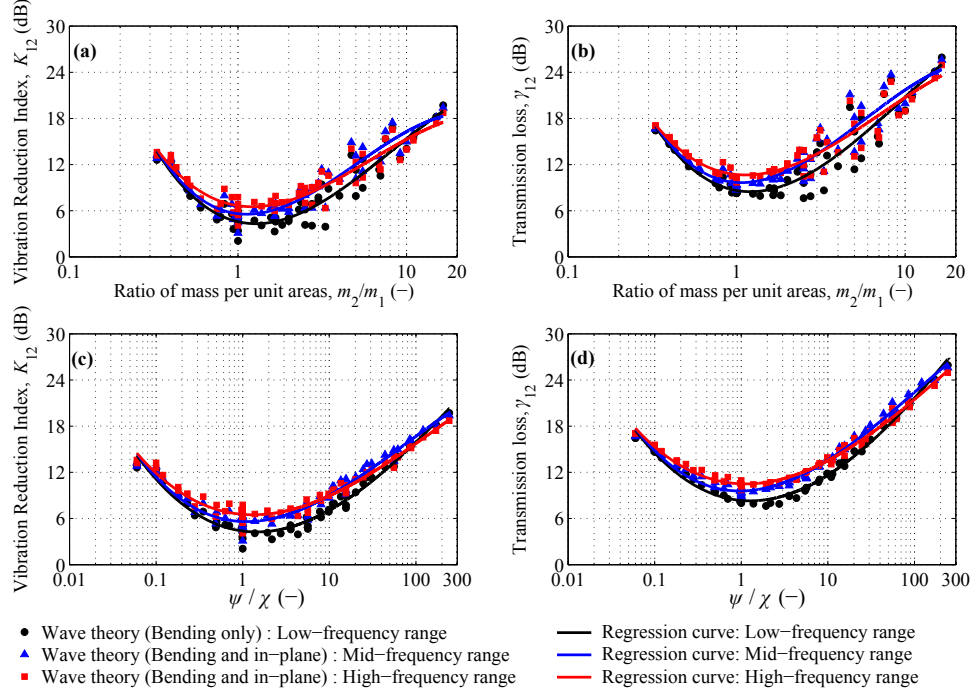 (a)
Vibration Reduction Index, K12 (dB)
30
24
18
12
6
0
0.1
1
10
20
Ratio of mass per unit areas, m2/m1 (−)
(b)
Transmission loss, γ12 (dB)
30
24
18
12
6
0
0.1
1
10
20
Ratio of mass per unit areas, m2/m1 (−)
(c)
Vibration Reduction Index, K12 (dB)
30
24
18
12
6
0
0.01
0.1
1
10
100
300
ψ / χ (−)
(d)
Transmission loss, γ12 (dB)
30
24
18
12
6
0
0.01
0.1
1
10
100
300
ψ / χ (−)
Wave theory (Bending only) : Low−frequency range
Wave theory (Bending and in−plane) : Mid−frequency range
Wave theory (Bending and in−plane) : High−frequency range
Regression curve: Low−frequency range
Regression curve: Mid−frequency range
Regression curve: High−frequency range